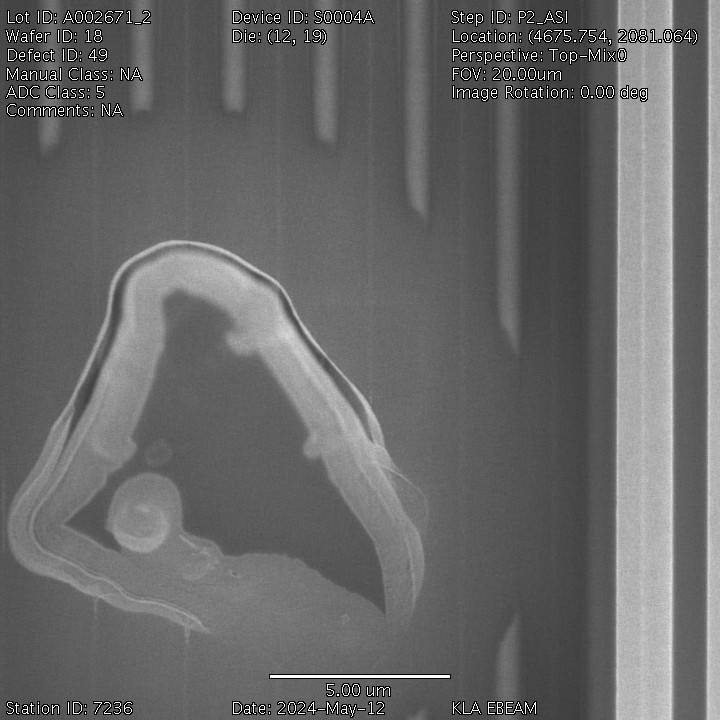 Lot ID: A002671_2
Wafer ID: 18
Defect ID: 49
Manual Class: NA
ADC Class: 5
Comments: NA
Device ID: S0004A
Die: (12, 19)
Step ID: P2_ASI
Location: (4675.754, 2081.064)
Perspective: Top-Mix0
FOV: 20.00um
Image Rotation: 0.00 deg
5.00 um
Station ID: 7236
Date: 2024-May-12
KLA EBEAM